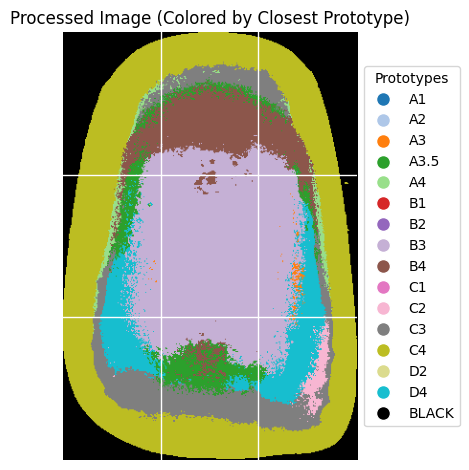 Processed Image (Colored by Closest Prototype)
Prototypes
A1
A2
A3
A3.5
A4
B1
B2
B3
B4
C1
C2
C3
C4
D2
D4
BLACK